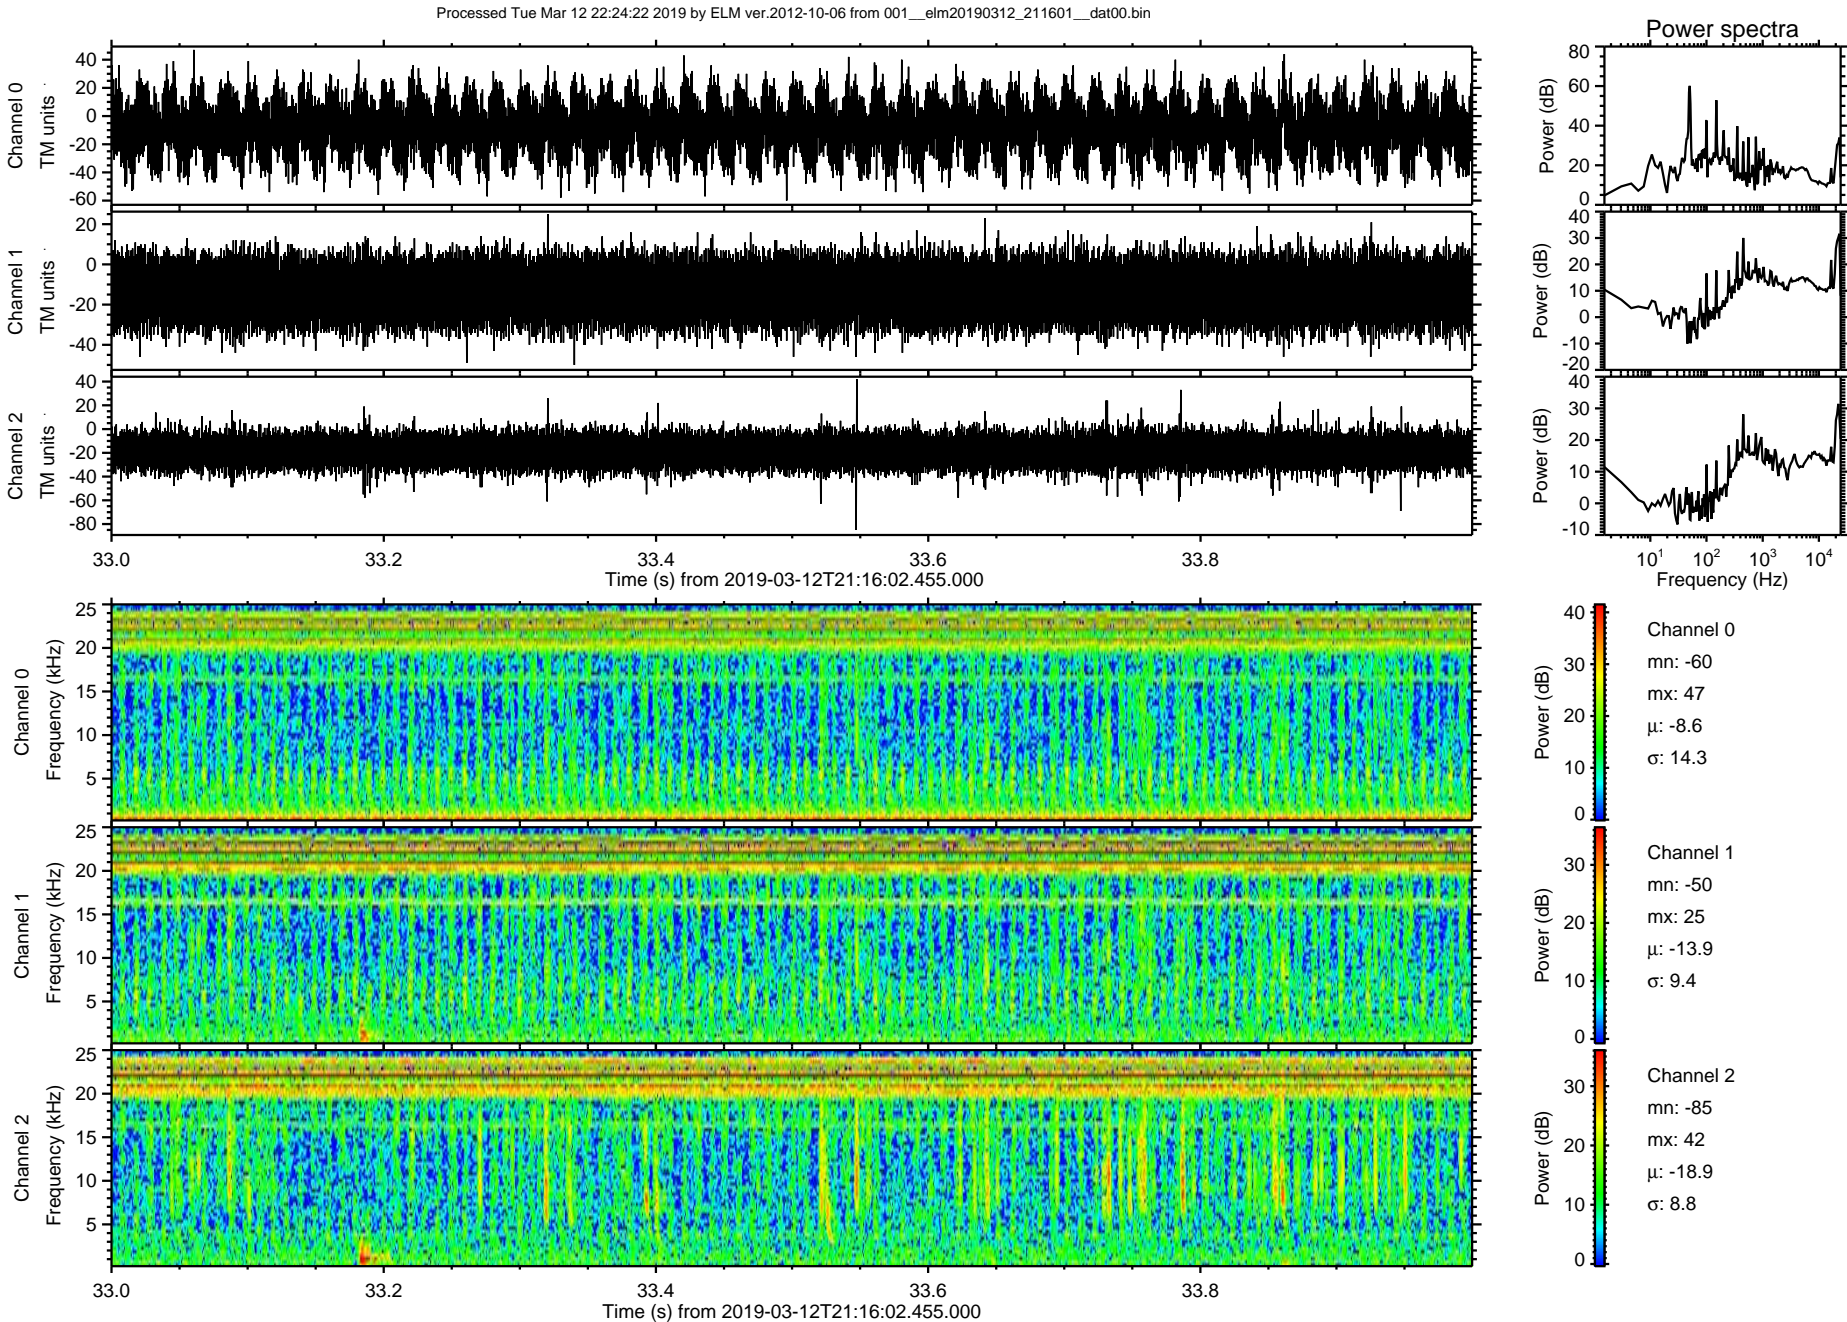 Processed Tue Mar 12 22:24:22 2019 by ELM ver.2012-10-06 from 001__elm20190312_211601__dat00.bin
Power spectra
Channel 0
TM units
40
20
0
-20
-40
-60
Power (dB)
80
60
40
20
0
Channel 1
TM units
20
0
-20
-40
Power (dB)
40
30
20
10
0
-10
-20
Channel 2
TM units
40
20
0
-20
-40
-60
-80
Power (dB)
40
30
20
10
0
-10
33.0 33.2 33.4 33.6 33.8
Time (s) from 2019-03-12T21:16:02.455.000
10^1 10^2 10^3 10^4
Frequency (Hz)
Channel 0
Frequency (kHz)
25
20
15
10
5
Power (dB)
40
30
20
10
0
Channel 0
mn: -60
mx: 47
μ: -8.6
σ: 14.3
Channel 1
Frequency (kHz)
25
20
15
10
5
Power (dB)
30
20
10
0
Channel 1
mn: -50
mx: 25
μ: -13.9
σ: 9.4
Channel 2
Frequency (kHz)
25
20
15
10
5
Power (dB)
30
20
10
0
Channel 2
mn: -85
mx: 42
μ: -18.9
σ: 8.8
33.0 33.2 33.4 33.6 33.8
Time (s) from 2019-03-12T21:16:02.455.000